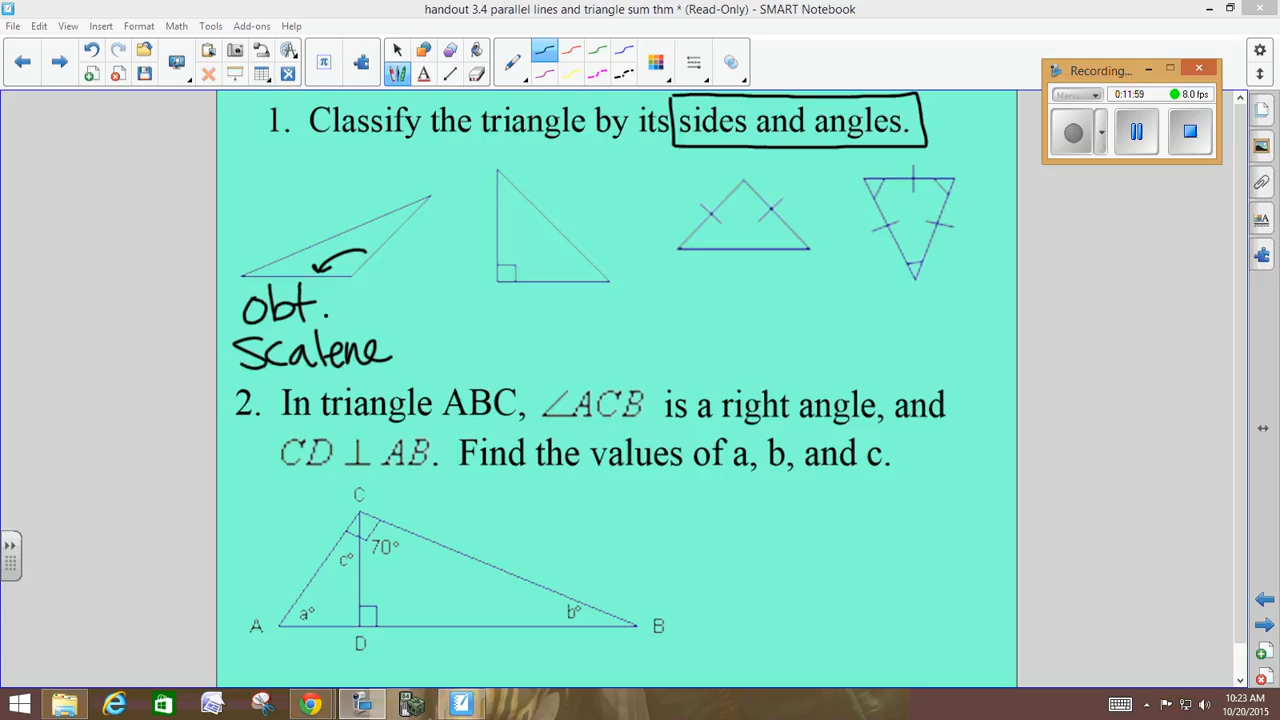 handout 3.4 parallel lines and triangle sum thm * (Read-Only) - SMART Notebook
File Edit View Insert Format Math Tools Add-ons Help
Recording...
Menu 0:11:59 8.0 fps
1. Classify the triangle by its sides and angles.
obt.
Scalene
2. In triangle ABC, ∠ACB is a right angle, and
CD ⊥ AB. Find the values of a, b, and c.
C
70°
c°
a°
b°
A
B
D
10:23 AM
10/20/2015